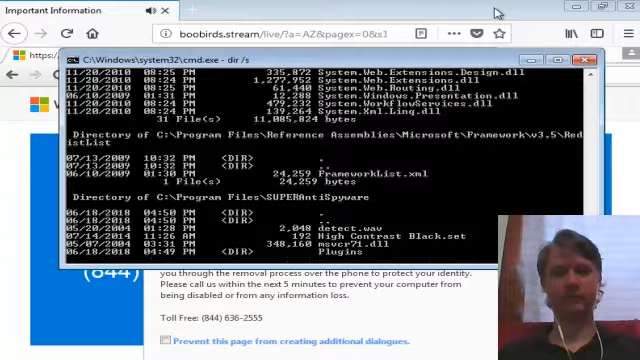 Important Information
boobirds.stream/live/?a=AZ&pagex=0&s1
https://
C:\Windows\system32\cmd.exe - dir /s
11/20/2010 08:25 PM 335,872 System.Web.Extensions.Design.dll
11/20/2010 08:25 PM 1,277,952 System.Web.Extensions.dll
11/20/2010 08:24 PM 61,440 System.Web.Routing.dll
06/10/2009 01:31 PM 12,288 System.Windows.Presentation.dll
11/20/2010 08:24 PM 479,232 System.WorkflowServices.dll
11/20/2010 08:24 PM 139,264 System.Xml.Linq.dll
31 File(s) 11,085,824 bytes
Directory of C:\Program Files\Reference Assemblies\Microsoft\Framework\v3.5\Red
istList
07/13/2009 10:32 PM <DIR> .
07/13/2009 10:32 PM <DIR> ..
06/10/2009 01:30 PM 24,259 FrameworkList.xml
1 File(s) 24,259 bytes
Directory of C:\Program Files\SUPERAntiSpyware
06/18/2018 04:50 PM <DIR> .
06/18/2018 04:50 PM <DIR> ..
05/20/2004 01:28 PM 2,048 detect.wav
07/14/2014 11:26 AM 192 High Contrast Black.set
05/07/2004 03:31 PM 348,160 msvcr71.dll
06/18/2018 04:49 PM <DIR> Plugins
(844)
you through the removal process over the phone to protect your identity.
Please call us within the next 5 minutes to prevent your computer from
being disabled or from any information loss.
Toll Free: (844) 636-2555
Prevent this page from creating additional dialogues.